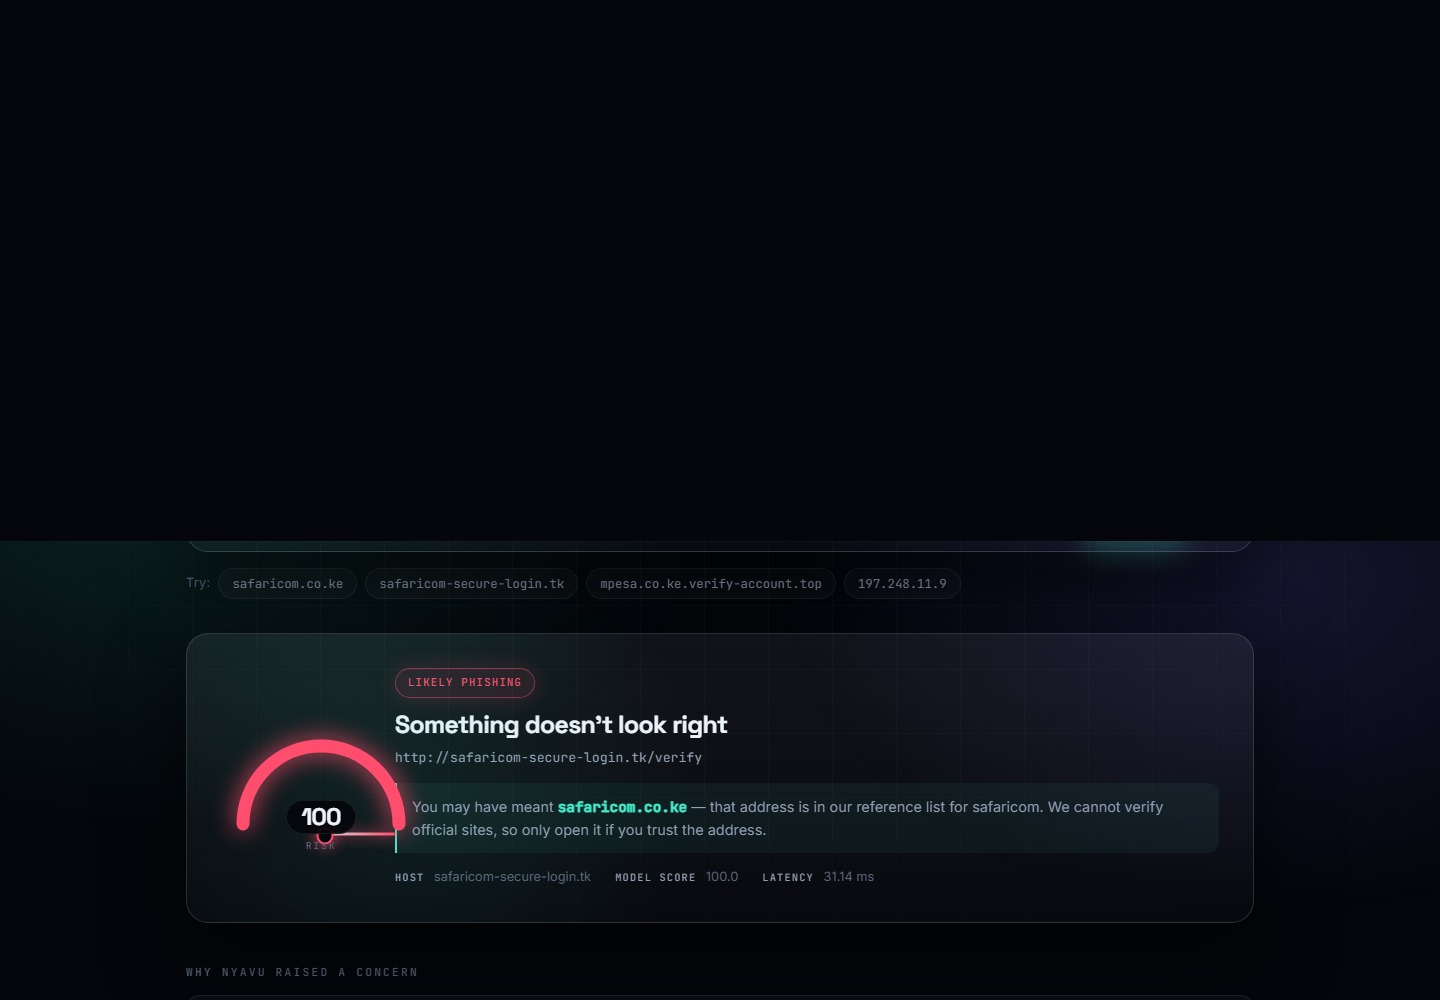 Try: safaricom.co.ke safaricom-secure-login.tk mpesa.co.ke.verify-account.top 197.248.11.9
LIKELY PHISHING
Something doesn’t look right
http://safaricom-secure-login.tk/verify
100
RISK
You may have meant safaricom.co.ke — that address is in our reference list for safaricom. We cannot verify
official sites, so only open it if you trust the address.
HOST safaricom-secure-login.tk MODEL SCORE 100.0 LATENCY 31.14 ms
WHY NYAVU RAISED A CONCERN